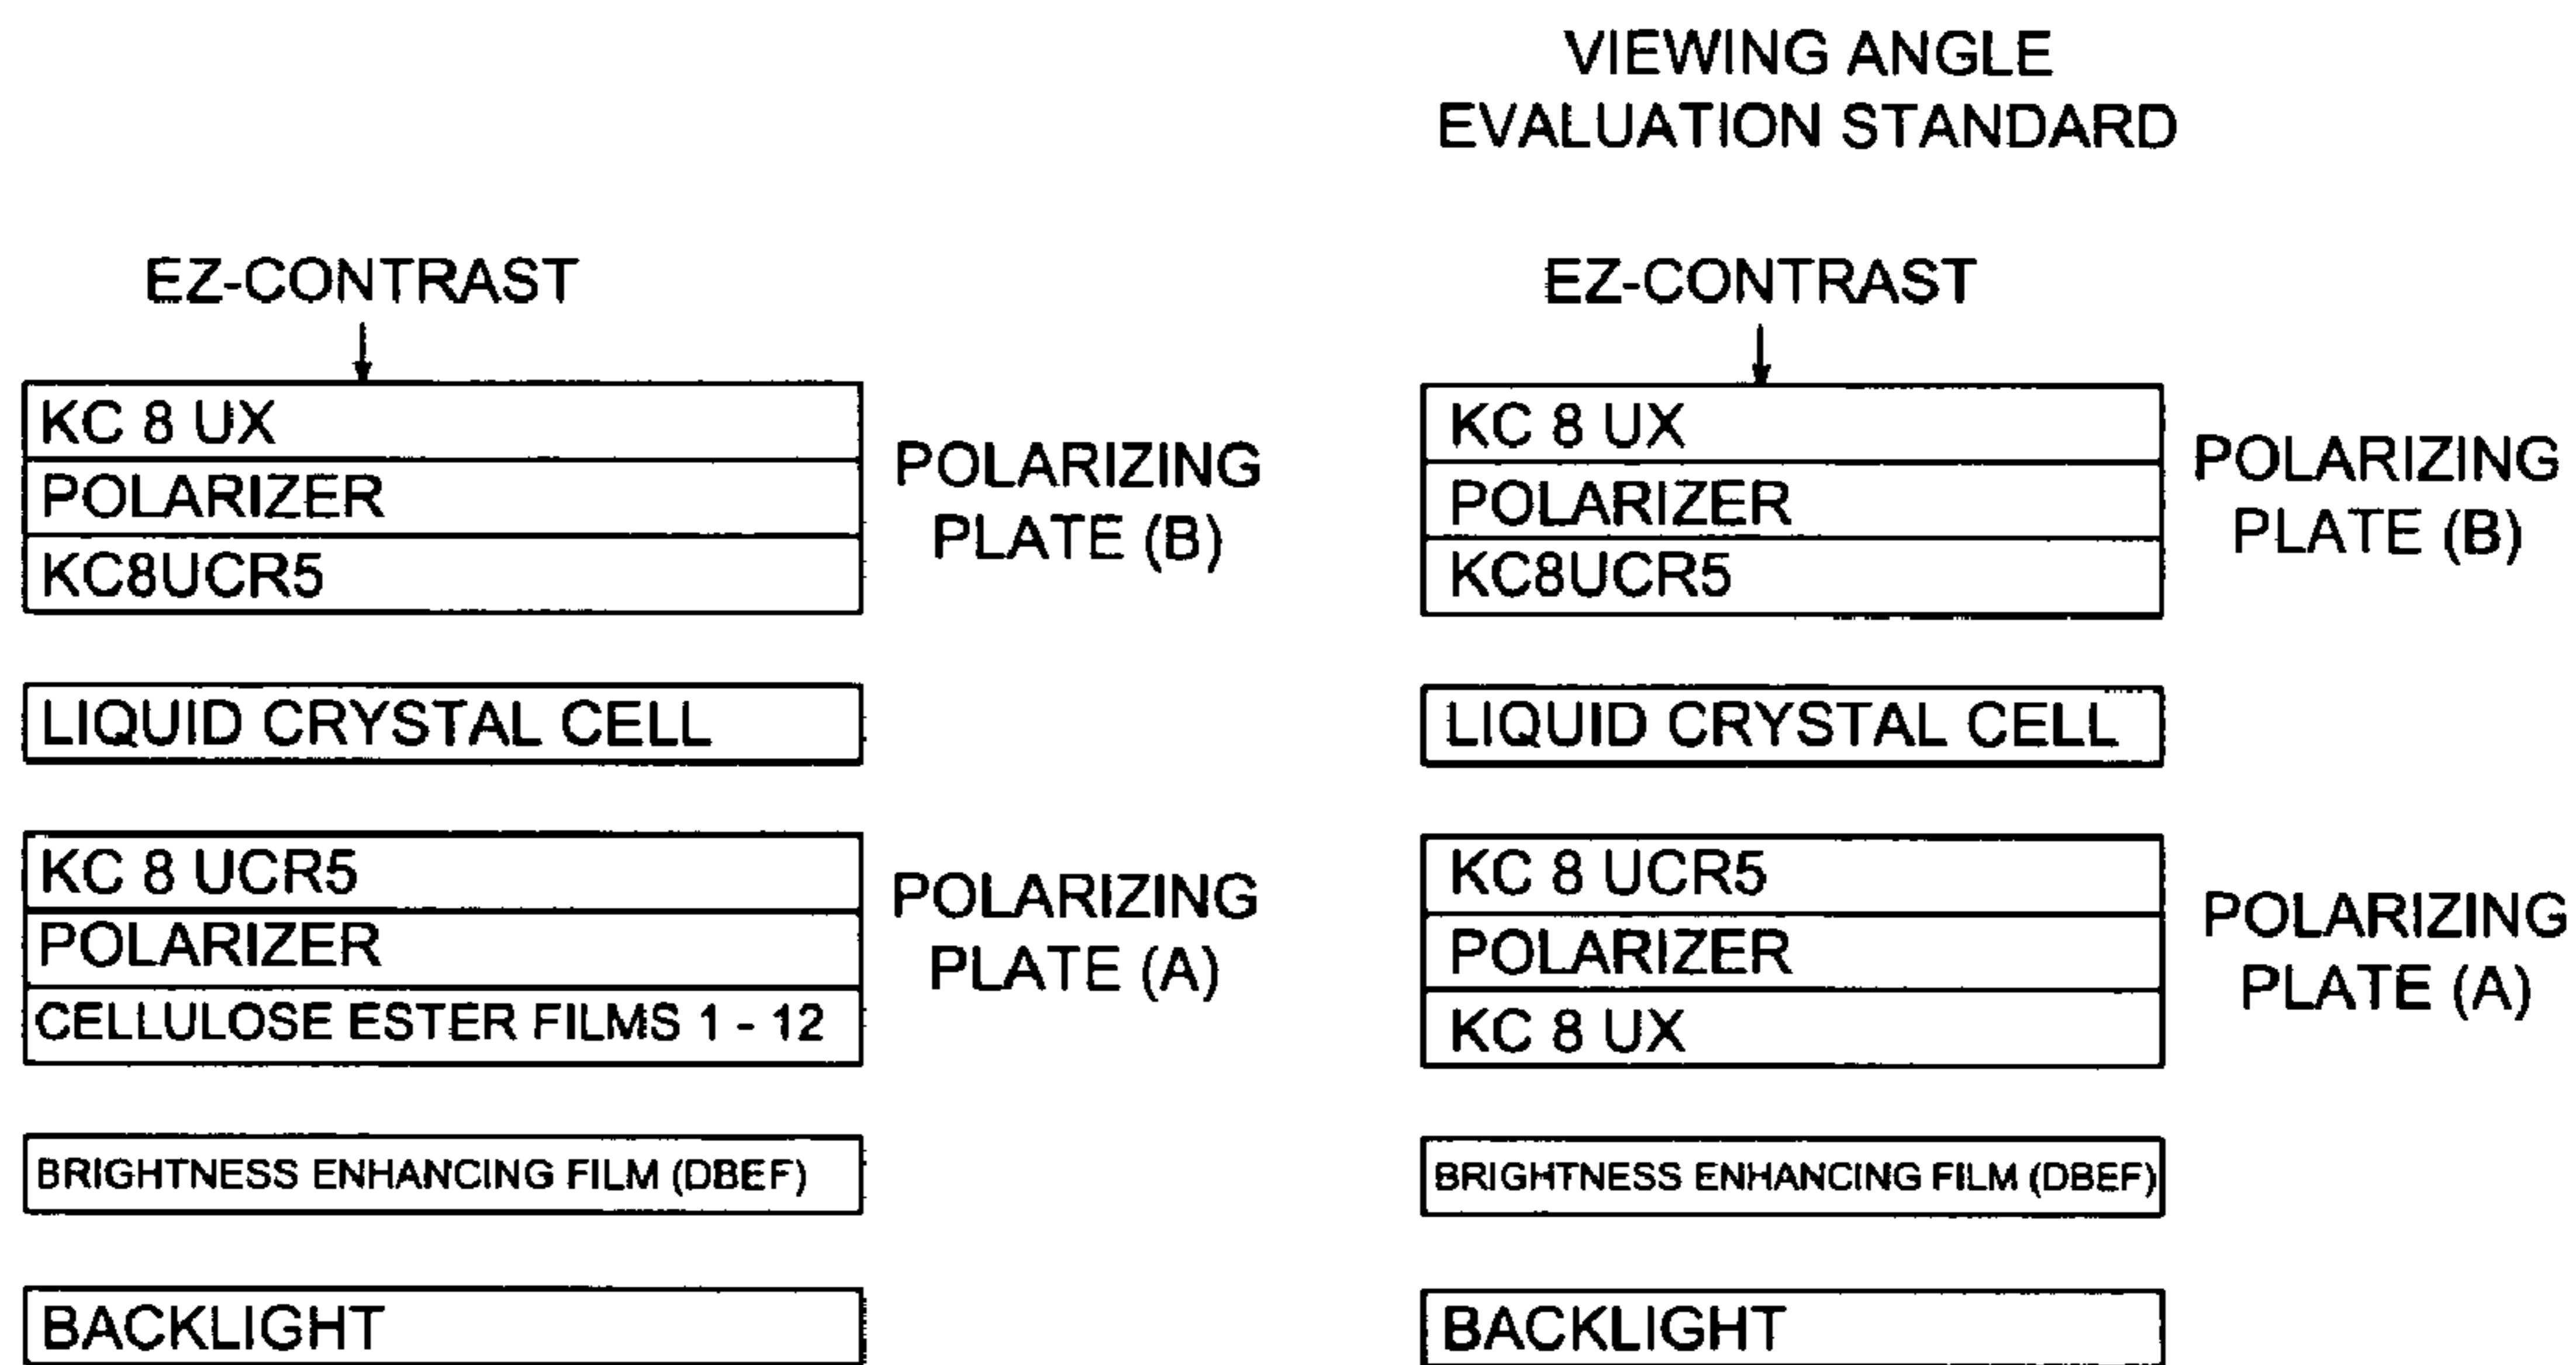 EZ-CONTRAST
KC 8 UX
POLARIZER
KC8UCR5
POLARIZING
PLATE (B)
LIQUID CRYSTAL CELL
KC 8 UCR5
POLARIZER
CELLULOSE ESTER FILMS 1 - 12
POLARIZING
PLATE (A)
BRIGHTNESS ENHANCING FILM (DBEF)
BACKLIGHT
VIEWING ANGLE
EVALUATION STANDARD
EZ-CONTRAST
KC 8 UX
POLARIZER
KC8UCR5
POLARIZING
PLATE (B)
LIQUID CRYSTAL CELL
KC 8 UCR5
POLARIZER
KC 8 UX
POLARIZING
PLATE (A)
BRIGHTNESS ENHANCING FILM (DBEF)
BACKLIGHT